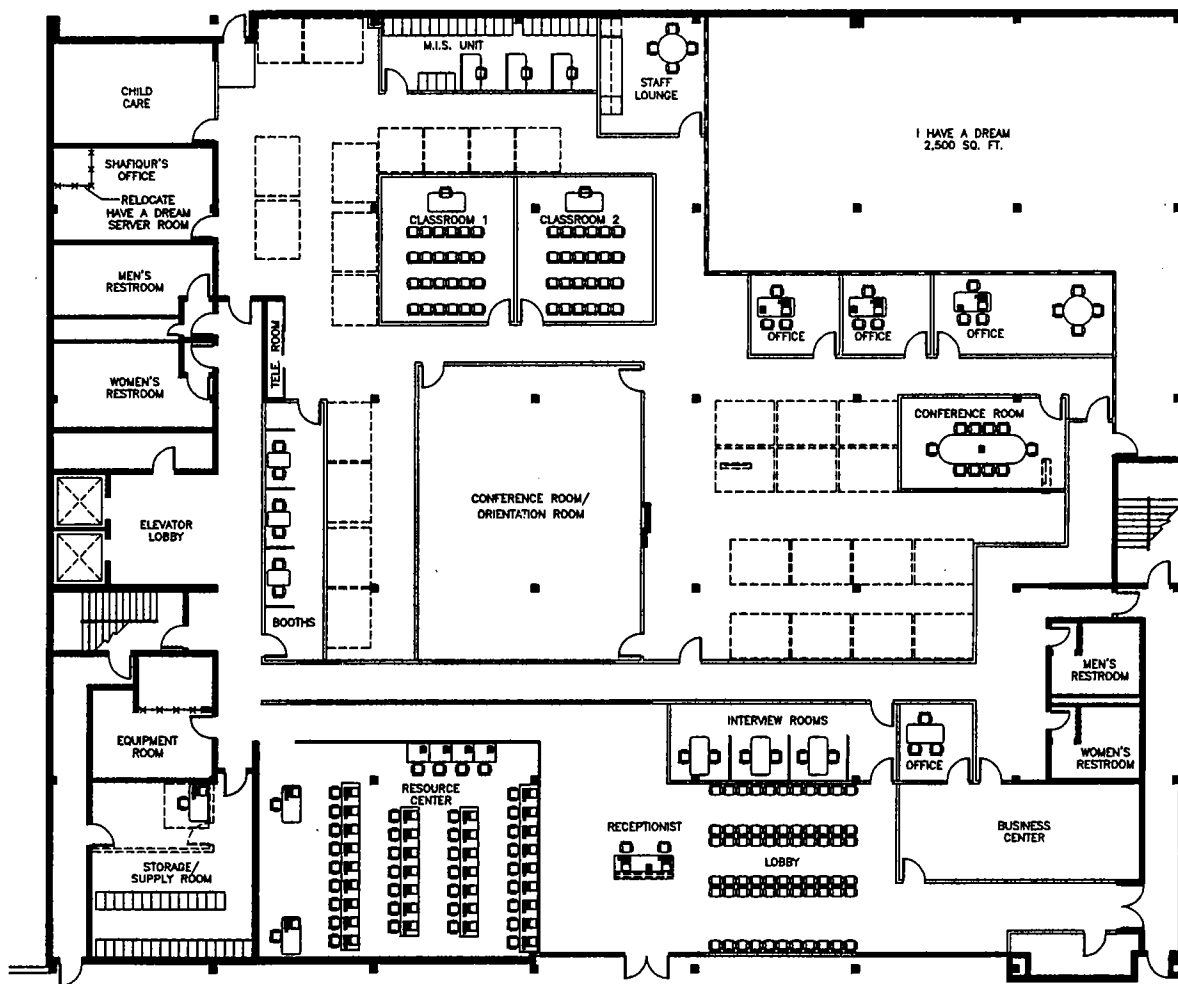 M.I.S. UNIT
STAFF
LOUNGE
CHILD
CARE
I HAVE A DREAM
2,500 SQ. FT.
SHAFIQUR'S
OFFICE
RELOCATE
HAVE A DREAM
SERVER ROOM
CLASSROOM 1
CLASSROOM 2
MEN'S
RESTROOM
TELE. ROOM
OFFICE
OFFICE
OFFICE
WOMEN'S
RESTROOM
CONFERENCE ROOM
CONFERENCE ROOM/
ORIENTATION ROOM
ELEVATOR
LOBBY
BOOTHS
MEN'S
RESTROOM
INTERVIEW ROOMS
EQUIPMENT
ROOM
OFFICE
WOMEN'S
RESTROOM
RESOURCE
CENTER
RECEPTIONIST
BUSINESS
CENTER
LOBBY
STORAGE/
SUPPLY ROOM